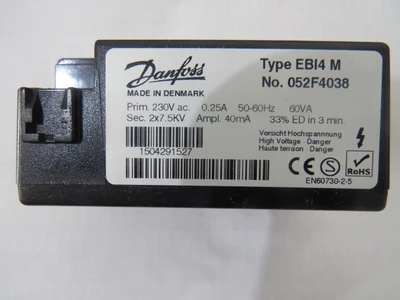 Danfoss
MADE IN DENMARK
Type EBI4 M
No. 052F4038
Prim. 230V ac. 0.25A 50-60Hz 60VA
Sec. 2x7.5KV Ampl. 40mA 33% ED in 3 min.
1504291527
Vorsicht Hochspannnung
High Voltage - Danger
Haute tension - Danger
CE
RoHS
EN60730-2-5